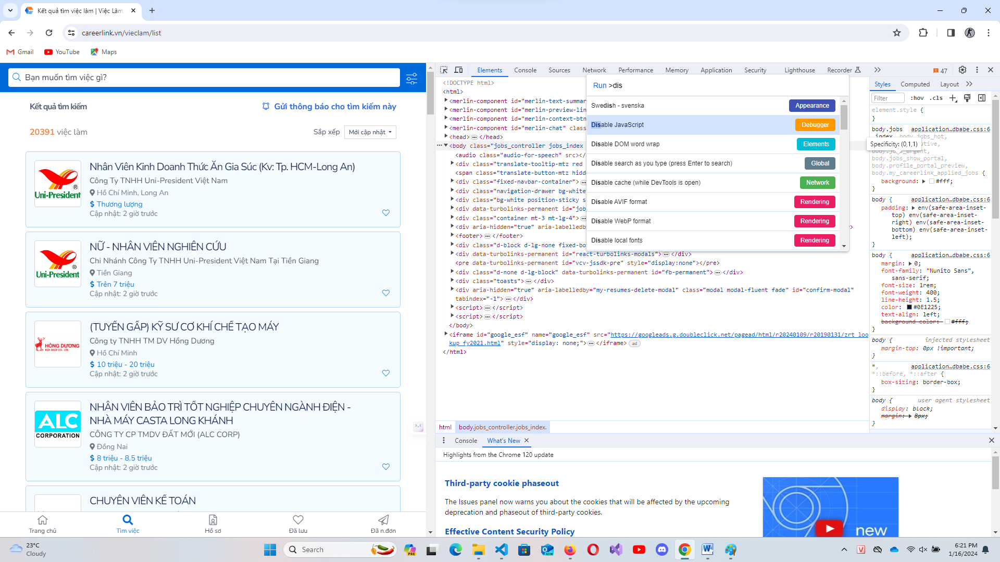 Kết quả tìm việc làm | Việc Làm
careerlink.vn/vieclam/list
Gmail
YouTube
Maps
Bạn muốn tìm việc gì?
Kết quả tìm kiếm
Gửi thông báo cho tìm kiếm này
20391 việc làm
Sắp xếp
Mới cập nhật
Uni-President
Nhân Viên Kinh Doanh Thức Ăn Gia Súc (Kv: Tp. HCM-Long An)
Công Ty TNHH Uni-President Việt Nam
Hồ Chí Minh, Long An
$ Thương lượng
Cập nhật: 2 giờ trước
Uni-President
NỮ - NHÂN VIÊN NGHIÊN CỨU
Chi Nhánh Công Ty TNHH Uni-President Việt Nam Tại Tiền Giang
Tiền Giang
$ Trên 7 triệu
Cập nhật: 2 giờ trước
HỒNG DƯƠNG
RED DEER CO., LTD.
(TUYỂN GẤP) KỸ SƯ CƠ KHÍ CHẾ TẠO MÁY
Công ty TNHH TM DV Hồng Dương
Hồ Chí Minh
$ 10 triệu - 20 triệu
Cập nhật: 2 giờ trước
ALC
CORPORATION
NHÂN VIÊN BẢO TRÌ TỐT NGHIỆP CHUYÊN NGÀNH ĐIỆN -
NHÀ MÁY CASTA LONG KHÁNH
CÔNG TY CP TMDV ĐẤT MỚI (ALC CORP)
Đồng Nai
$ 8 triệu - 8.5 triệu
Cập nhật: 2 giờ trước
CHUYÊN VIÊN KẾ TOÁN
Trang chủ
Tìm việc
Hồ sơ
Đã lưu
Đã n.đơn
Elements
Console
Sources
Network
Performance
Memory
Application
Security
Lighthouse
Recorder
47
<!DOCTYPE html>
<html>
<merlin-component id="merlin-text-summar
<merlin-component id="merlin-preview-lin
<merlin-component id="merlin-context-btn
<merlin-component id="merlin-chat" class
<head> </head>
<body class="jobs_controller jobs_index
<audio class="audio-for-speech" src></
<div class="translate-tooltip-mtz red
<span class="translate-button-mtz hidd
<div class="fixed-navbar-container">
<div class="navigation-drawer bg-white
<div class="bg-white position-sticky s
<div data-turbolinks-permanent id="job
<div class="container mt-3 mt-lg-4">
<div aria-hidden="true" aria-labelledb
<footer> </footer>
<div class="d-block d-lg-none fixed-bo
<div data-turbolinks-permanent id="react-turbolinks-modals"> </div>
<pre data-turbolinks-permanent id="vcv-jssdk-pre" style="display:none"></pre>
<div class="d-none d-lg-block" data-turbolinks-permanent id="fb-permanent"> </div>
<div class="toasts"> </div>
<div aria-hidden="true" aria-labelledby="my-resumes-delete-modal" class="modal modal-fluent fade" id="confirm-modal"
tabindex="-1"> </div>
<script> </script>
<script> </script>
</body>
<iframe id="google_esf" name="google_esf" src="https://googleads.g.doubleclick.net/pagead/html/r20240109/r20190131/zrt_loo
kup_fy2021.html" style="display: none;"> </iframe> ad
</html>
Run >dis
Swedish - svenska
Appearance
Disable JavaScript
Debugger
Disable DOM word wrap
Elements
Disable search as you type (press Enter to search)
Global
Disable cache (while DevTools is open)
Network
Disable AVIF format
Rendering
Disable WebP format
Rendering
Disable local fonts
Rendering
Styles
Computed
Layout
Filter
:hov
.cls
element.style {
}
body.jobs application…dbabe.css:6
Specificity: (0,1,1)
body.jobs_show_portal,
body.profile_portal_preview,
body.my_careerlink_applied_jobs {
background: #fff;
}
body { application…dbabe.css:6
padding: env(safe-area-inset-
top) env(safe-area-inset-
right) env(safe-area-inset-
bottom) env(safe-area-inset-
left);
}
body { application…dbabe.css:6
margin: 0;
font-family: "Nunito Sans",
sans-serif;
font-size: 1rem;
font-weight: 400;
line-height: 1.5;
color: #0E1225;
text-align: left;
background-color: #fff;
}
body { injected stylesheet
margin-top: 0px !important;
}
*, application…dbabe.css:6
*::before, *::after {
box-sizing: border-box;
}
body { user agent stylesheet
display: block;
margin: 8px;
}
html
body.jobs_controller.jobs_index.
Console
What's New
Highlights from the Chrome 120 update
Third-party cookie phaseout
The Issues panel now warns you about the cookies that will be affected by the upcoming
deprecation and phaseout of third-party cookies.
Effective Content Security Policy
new
23°C
Cloudy
Search
6:21 PM
1/16/2024